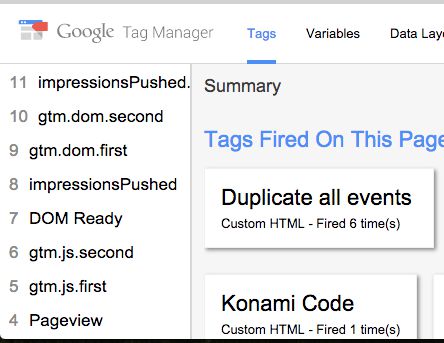 Google Tag Manager
Tags Variables Data Laye
11 impressionsPushed.
10 gtm.dom.second
9 gtm.dom.first
8 impressionsPushed
7 DOM Ready
6 gtm.js.second
5 gtm.js.first
4 Pageview
Summary
Tags Fired On This Page
Duplicate all events
Custom HTML - Fired 6 time(s)
Konami Code
Custom HTML - Fired 1 time(s)